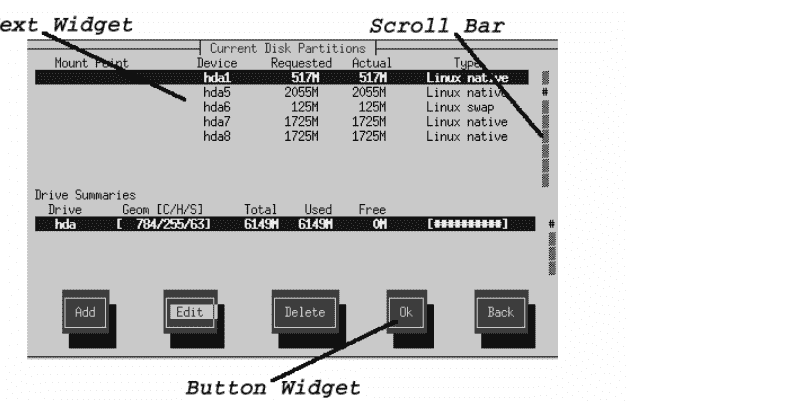 ext Widget
Scroll Bar
Current Disk Partitions
Mount Point Device Requested Actual Type
hda1 517M 517M Linux native
hda5 2055M 2055M Linux native
hda6 125M 125M Linux swap
hda7 1725M 1725M Linux native
hda8 1725M 1725M Linux native
#
Drive Summaries
Drive Geom [C/H/S] Total Used Free
hda [ 784/255/63] 6149M 6149M 0M [##########]
#
Add Edit Delete Ok Back
Button Widget